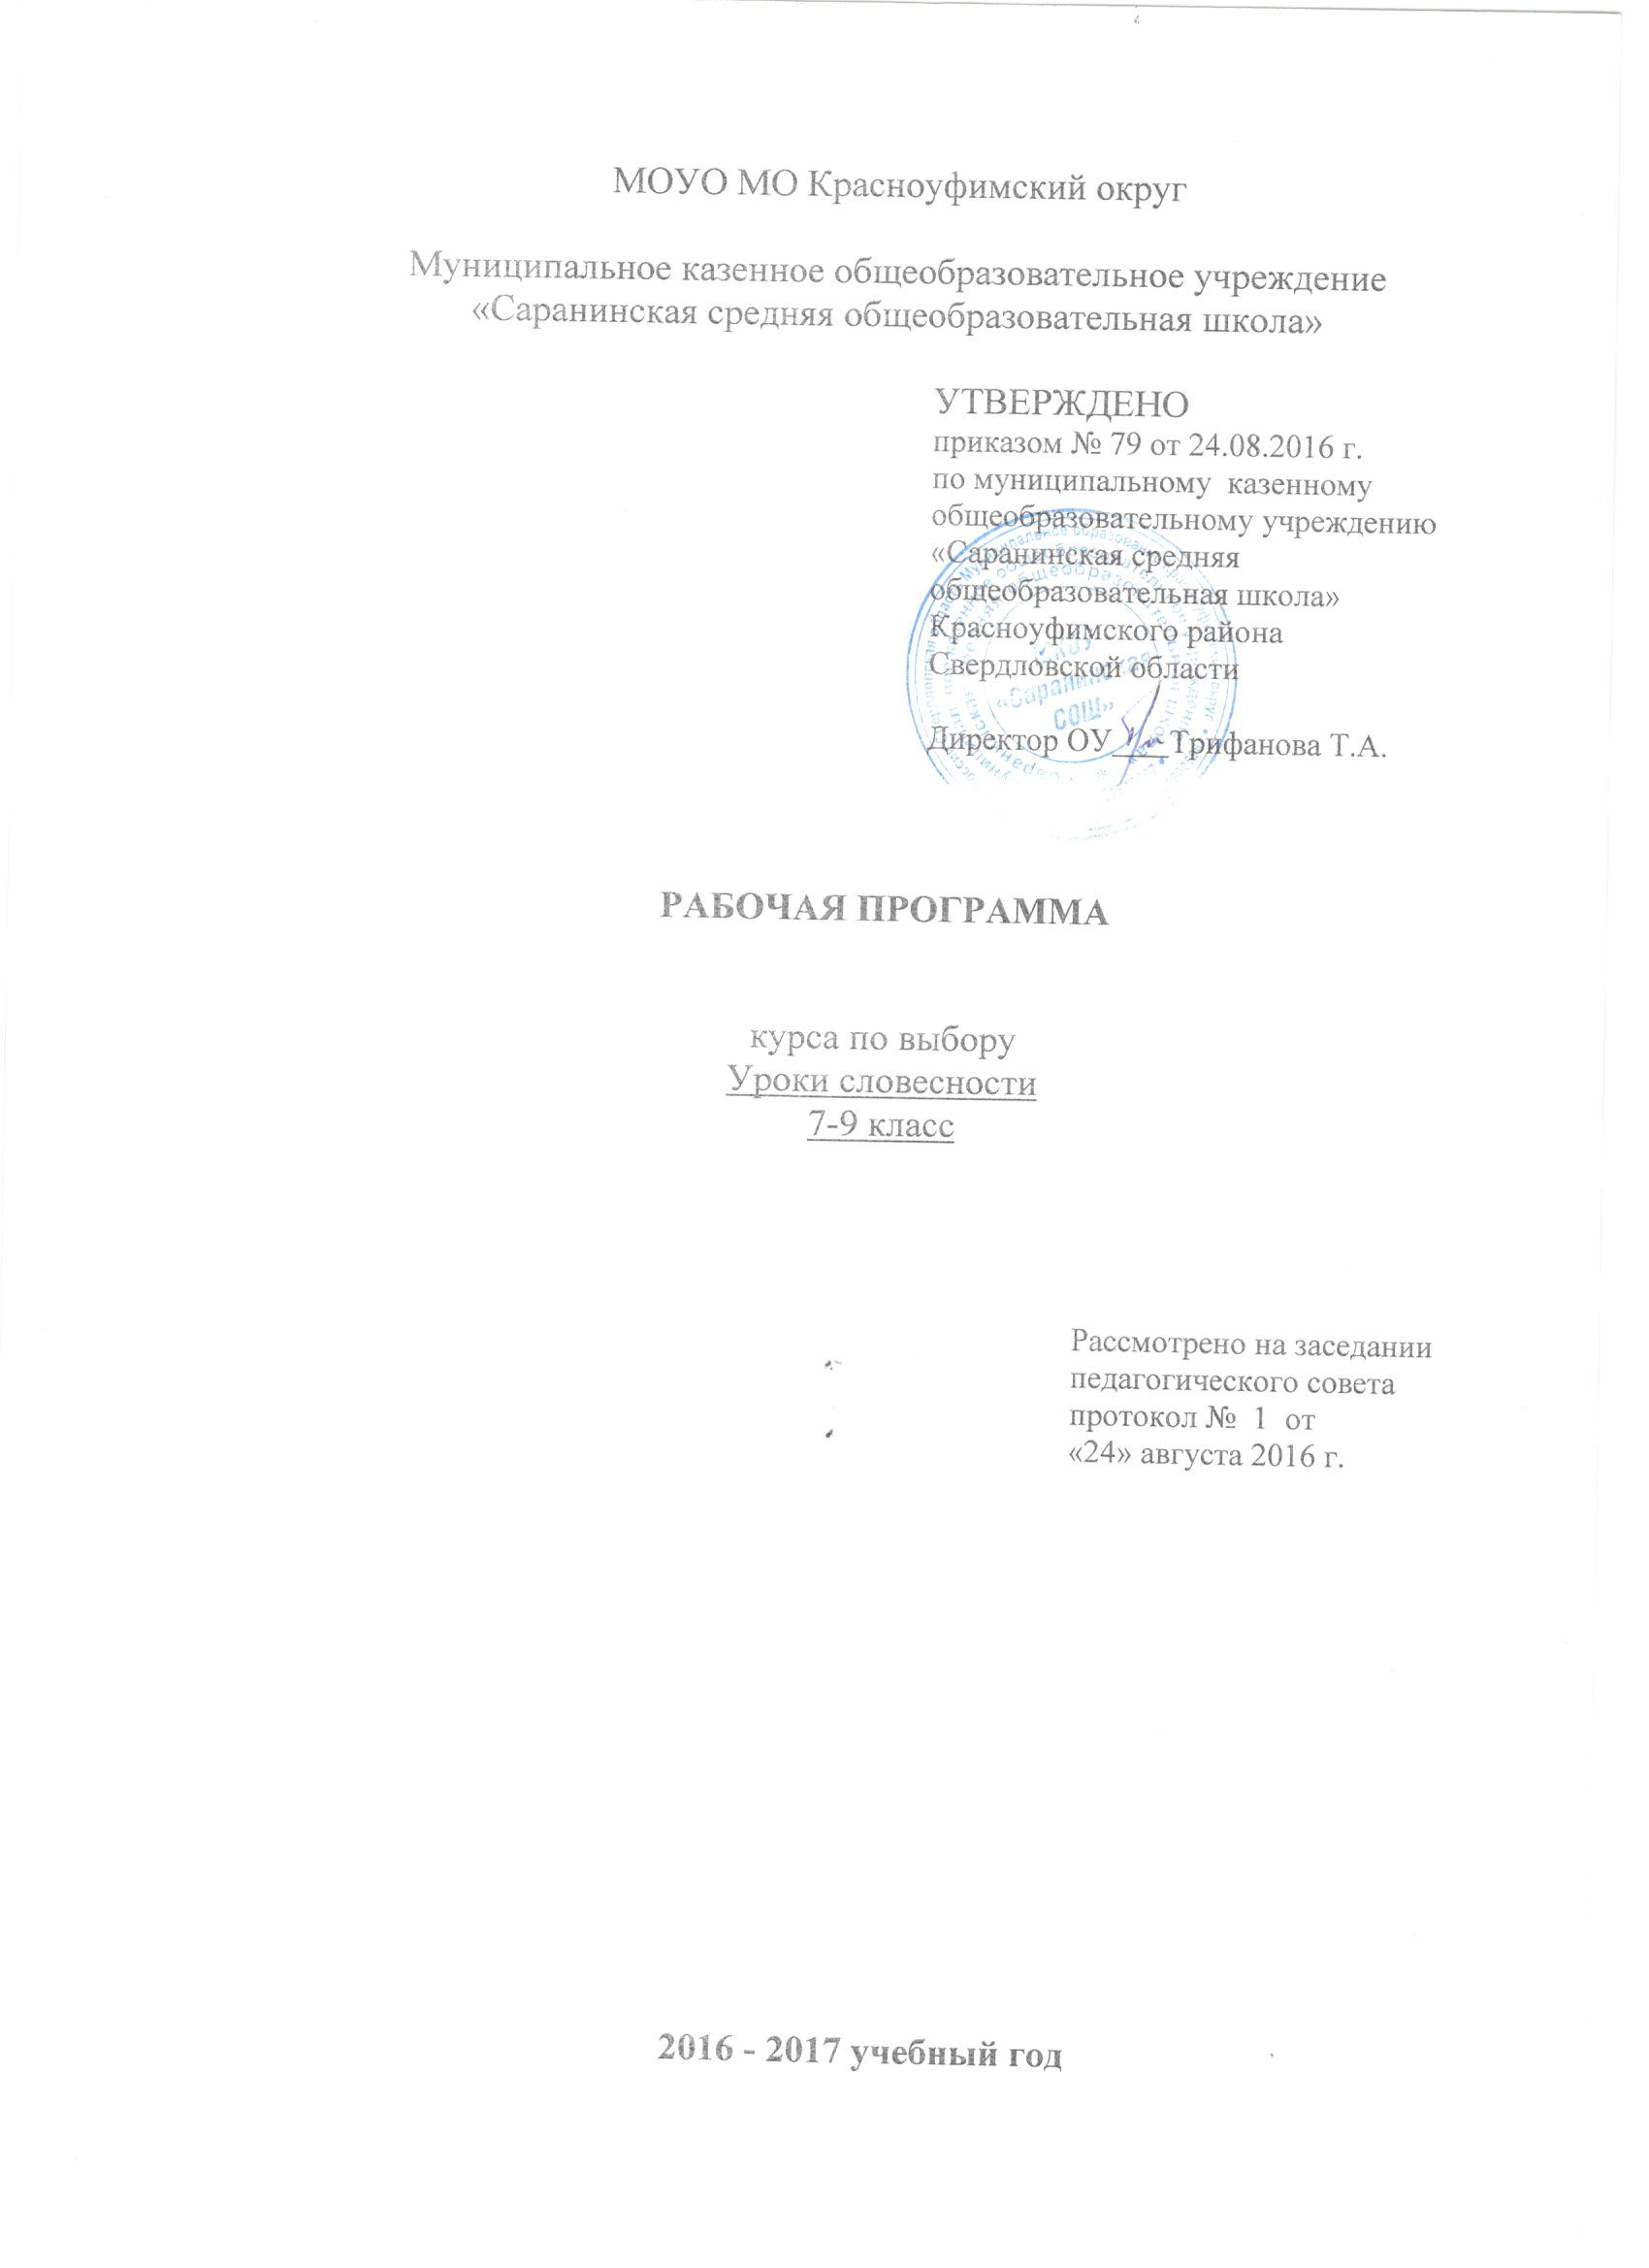 МОУО МО Красноуфимский округ
Муниципальное казенное общеобразовательное учреждение
«Саранинская средняя общеобразовательная школа»
УТВЕРЖДЕНО
приказом № 79 от 24.08.2016 г.
по муниципальному казенному
общеобразовательному учреждению
«Саранинская средняя
общеобразовательная школа»
Красноуфимского района
Свердловской области
«Саранинская
СОШ»
Директор ОУ____Трифанова Т.А.
РАБОЧАЯ ПРОГРАММА
курса по выбору
Уроки словесности
7-9 класс
Рассмотрено на заседании
педагогического совета
протокол № 1 от
«24» августа 2016 г.
2016 - 2017 учебный год